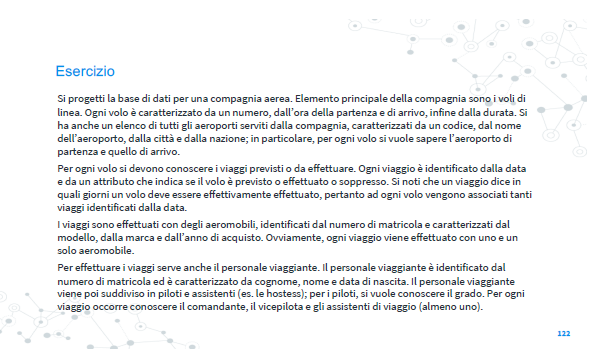 Esercizio
Si progetti la base di dati per una compagnia aerea. Elemento principale della compagnia sono i voli di
linea. Ogni volo è caratterizzato da un numero, dall'ora della partenza e di arrivo, infine dalla durata. Si
ha anche un elenco di tutti gli aeroporti serviti dalla compagnia, caratterizzati da un codice, dal nome
dell'aeroporto, dalla città e dalla nazione; in particolare, per ogni volo si vuole sapere l'aeroporto di
partenza e quello di arrivo.
Per ogni volo si devono conoscere i viaggi previsti o da effettuare. Ogni viaggio è identificato dalla data
e da un attributo che indica se il volo è previsto o effettuato o soppresso. Si noti che un viaggio dice in
quali giorni un volo deve essere effettivamente effettuato, pertanto ad ogni volo vengono associati tanti
viaggi identificati dalla data.
I viaggi sono effettuati con degli aeromobili, identificati dal numero di matricola e caratterizzati dal
modello, dalla marca e dall'anno di acquisto. Ovviamente, ogni viaggio viene effettuato con uno e un
solo aeromobile.
Per effettuare i viaggi serve anche il personale viaggiante. Il personale viaggiante è identificato dal
numero di matricola ed è caratterizzato da cognome, nome e data di nascita. Il personale viaggiante
viene poi suddiviso in piloti e assistenti (es. le hostess); per i piloti, si vuole conoscere il grado. Per ogni
viaggio occorre conoscere il comandante, il vicepilota e gli assistenti di viaggio (almeno uno).
122